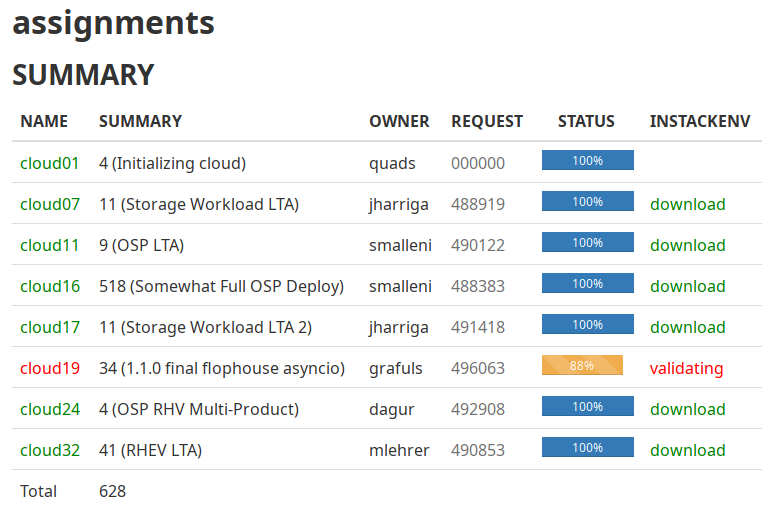 assignments
SUMMARY
NAME SUMMARY OWNER REQUEST STATUS INSTACKENV
cloud01 4 (Initializing cloud) quads 000000 100%
cloud07 11 (Storage Workload LTA) jharriga 488919 100% download
cloud11 9 (OSP LTA) smalleni 490122 100% download
cloud16 518 (Somewhat Full OSP Deploy) smalleni 488383 100% download
cloud17 11 (Storage Workload LTA 2) jharriga 491418 100% download
cloud19 34 (1.1.0 final flophouse asyncio) grafuls 496063 88% validating
cloud24 4 (OSP RHV Multi-Product) dagur 492908 100% download
cloud32 41 (RHEV LTA) mlehrer 490853 100% download
Total 628